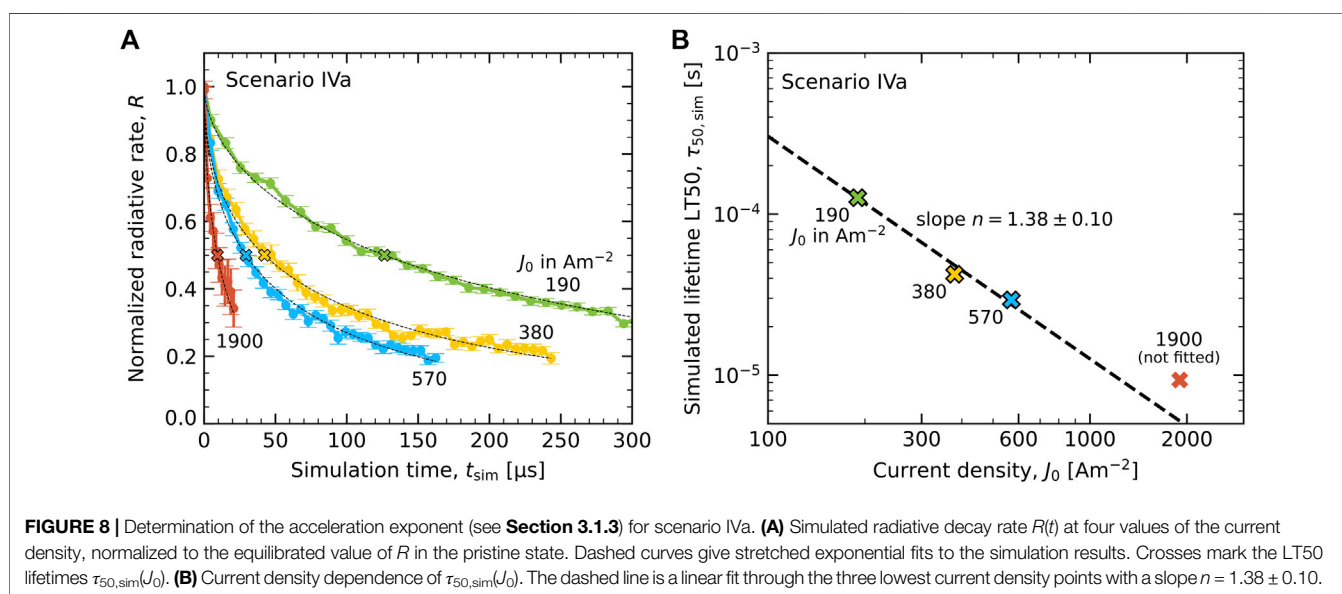 A
Scenario IVa
Normalized radiative rate, R
1.0
0.8
0.6
0.4
0.2
0.0
J₀ in Am⁻²
190
380
570
1900
0 50 100 150 200 250 300
Simulation time, t_sim [μs]
B
Scenario IVa
Simulated lifetime LT50, τ₅₀,sim [s]
10⁻³
10⁻⁴
10⁻⁵
190
J₀ in Am⁻²
slope n = 1.38 ± 0.10
380
570
1900
(not fitted)
100 300 600 1000 2000
Current density, J₀ [Am⁻²]
FIGURE 8 | Determination of the acceleration exponent (see Section 3.1.3) for scenario IVa. (A) Simulated radiative decay rate R(t) at four values of the current
density, normalized to the equilibrated value of R in the pristine state. Dashed curves give stretched exponential fits to the simulation results. Crosses mark the LT50
lifetimes τ₅₀,sim(J₀). (B) Current density dependence of τ₅₀,sim(J₀). The dashed line is a linear fit through the three lowest current density points with a slope n = 1.38 ± 0.10.